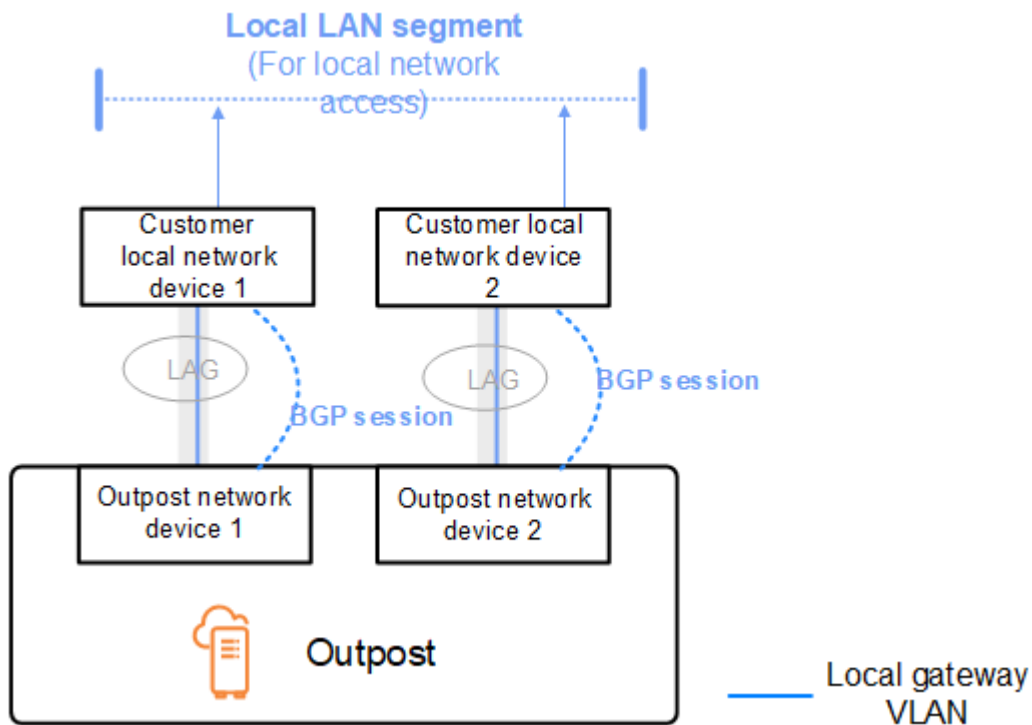 Local LAN segment
(For local network
access)
Customer
local network
device 1
Customer local
network device
2
LAG
LAG
BGP session
BGP session
Outpost network
device 1
Outpost network
device 2
Outpost
Local gateway
VLAN